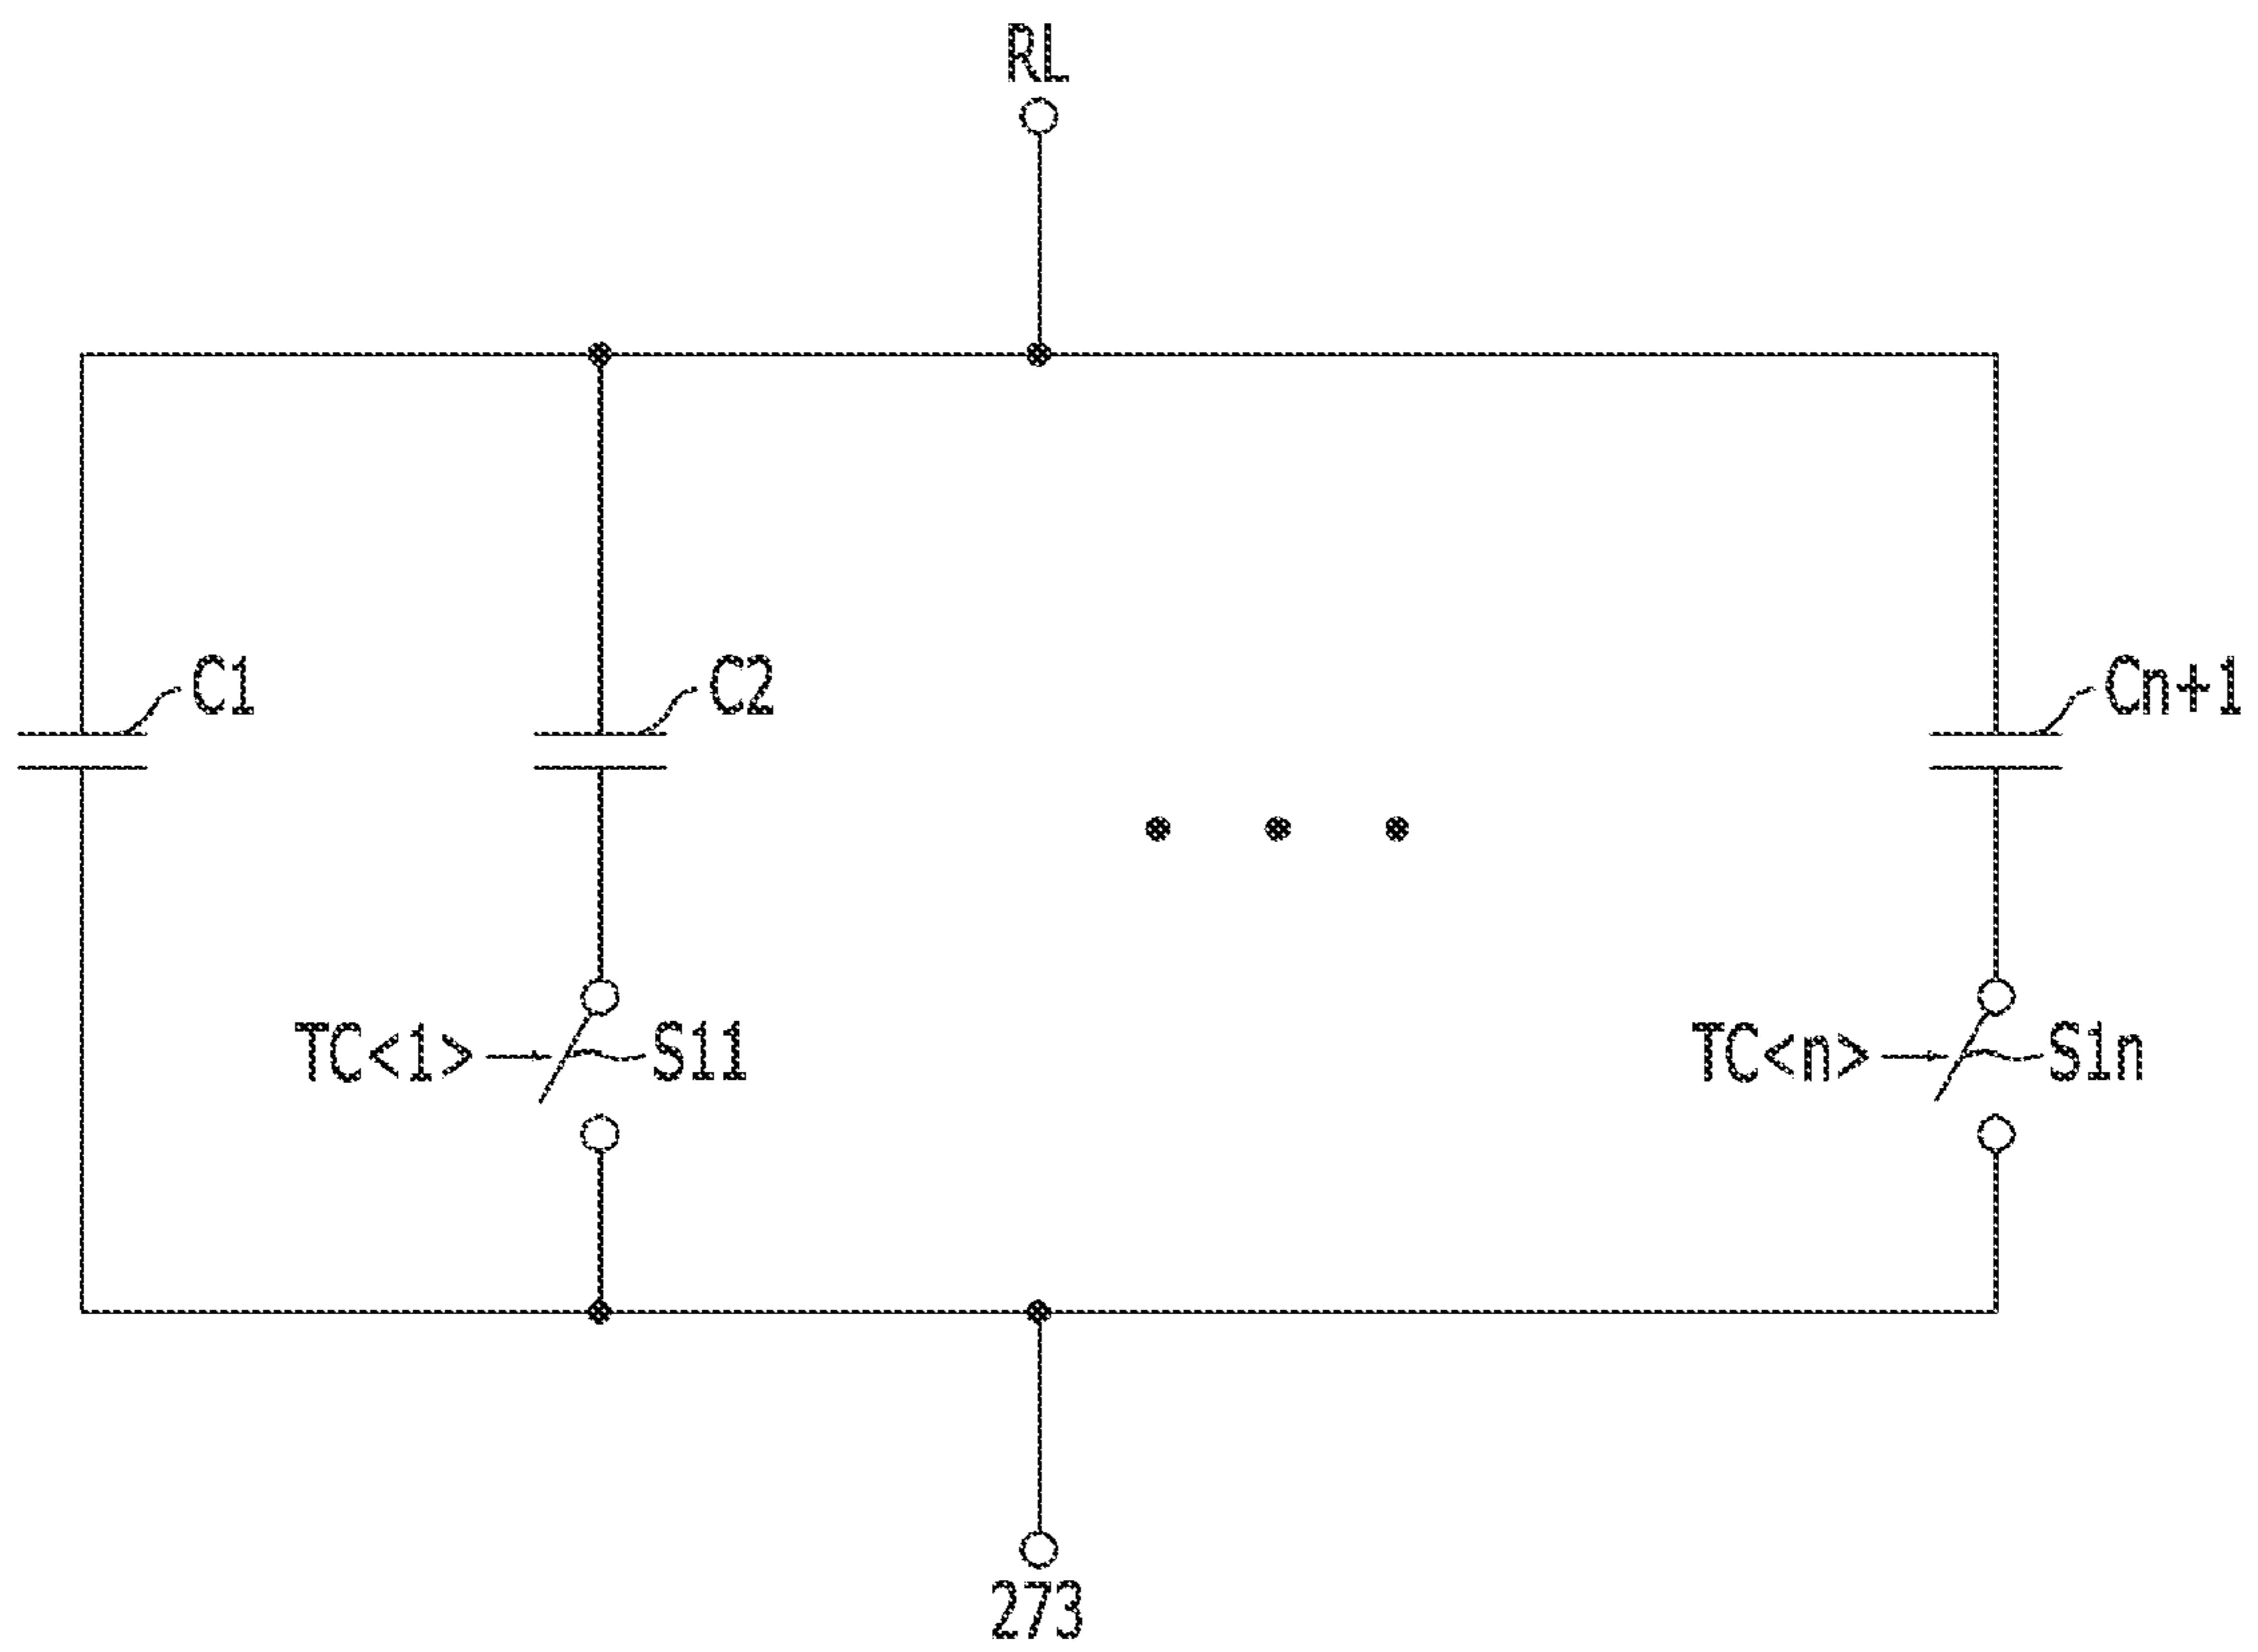 RL
C1
C2
Cn+1
TC<1>
S11
TC<n>
S1n
273